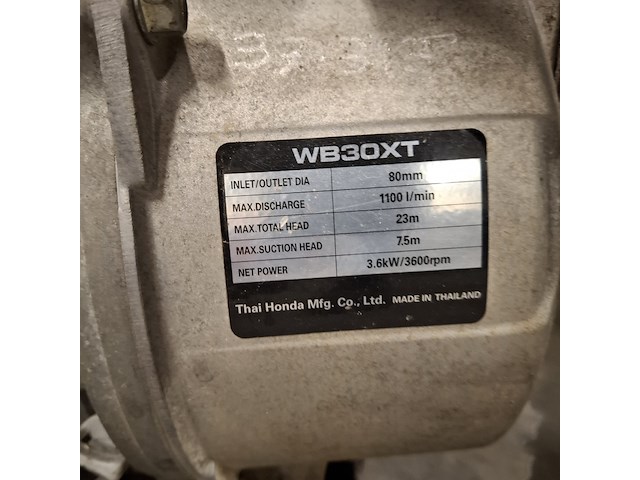 WB30XT
INLET/OUTLET DIA 80mm
MAX.DISCHARGE 1100 l/min
MAX.TOTAL HEAD 23m
MAX.SUCTION HEAD 7.5m
NET POWER 3.6kW/3600rpm
Thai Honda Mfg. Co., Ltd. MADE IN THAILAND